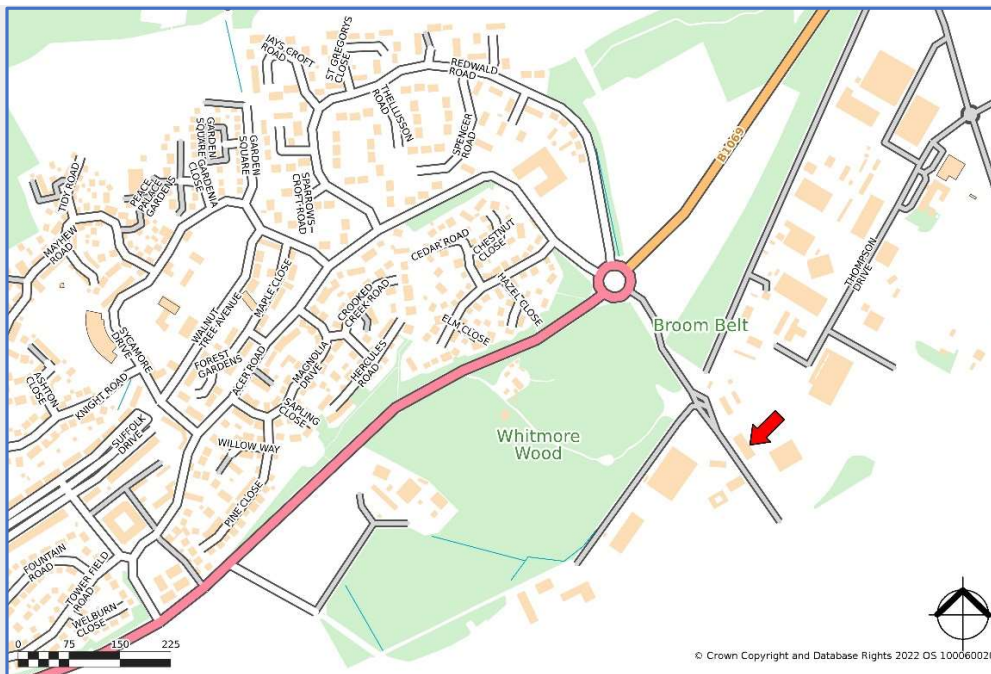 JAYS CROFT
ROAD
ST GREGORYS
CLOSE
REDWALD
ROAD
THELLUSSON
ROAD
SPENCER
ROAD
B1069
GARDEN
SQUARE
GARDENIA
CLOSE
GARDEN
SQUARE
SPARROWS
CROFT ROAD
TIDY ROAD
PEACE
PALACE
GARDENS
MAYHEW
ROAD
CEDAR ROAD
CHESTNUT
CLOSE
HAZEL CLOSE
ELM CLOSE
THOMPSON
DRIVE
WALNUT
TREE AVENUE
MAPLE CLOSE
CROOKED
CREEK ROAD
SYCAMORE
DRIVE
FOREST
GARDENS
ACER ROAD
MAGNOLIA
DRIVE
HERCULES
ROAD
Broom Belt
ASHTON
CLOSE
KNIGHT ROAD
SAPLING
CLOSE
SUFFOLK
DRIVE
WILLOW WAY
Whitmore
Wood
PINE CLOSE
FOUNTAIN
ROAD
TOWER FIELD
ROAD
WELBURN
CLOSE
0 75 150 225
© Crown Copyright and Database Rights 2022 OS 100060020